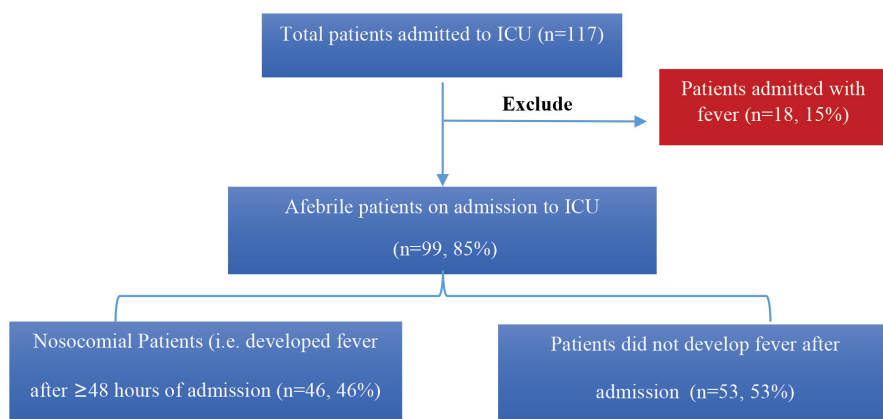 Total patients admitted to ICU (n=117)
Exclude
Patients admitted with
fever (n=18, 15%)
Afebrile patients on admission to ICU
(n=99, 85%)
Nosocomial Patients (i.e. developed fever
after ≥48 hours of admission (n=46, 46%)
Patients did not develop fever after
admission (n=53, 53%)